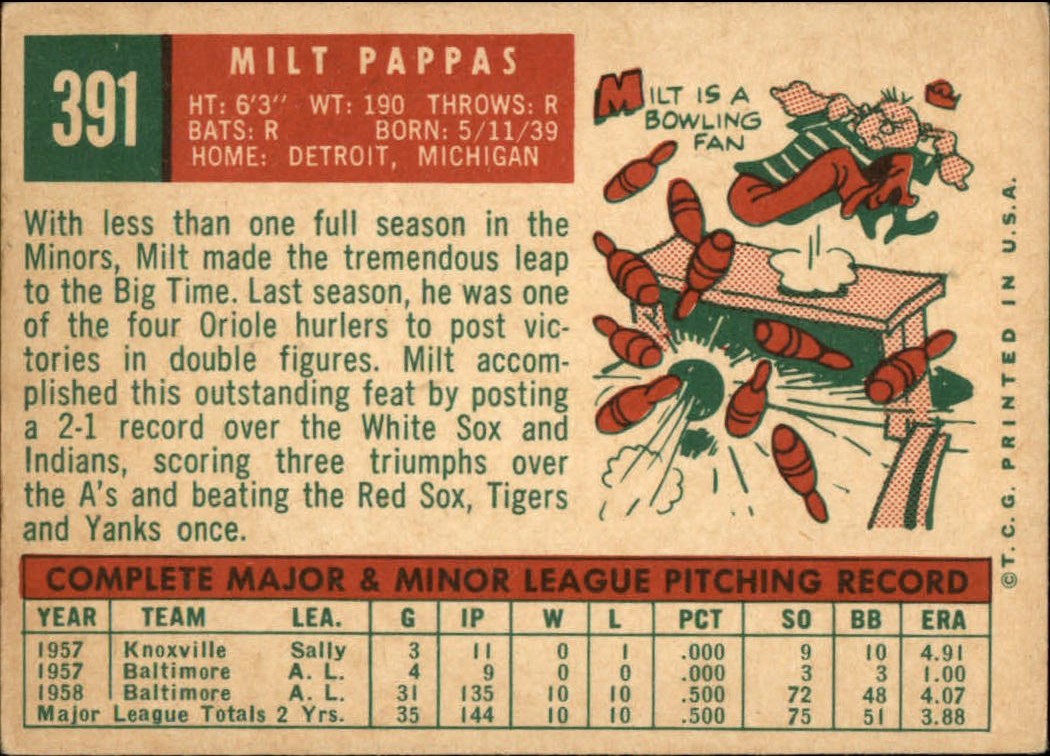 391
MILT PAPPAS
HT: 6'3" WT: 190 THROWS: R
BATS: R BORN: 5/11/39
HOME: DETROIT, MICHIGAN
MILT IS A
BOWLING
FAN
With less than one full season in the
Minors, Milt made the tremendous leap
to the Big Time. Last season, he was one
of the four Oriole hurlers to post vic-
tories in double figures. Milt accom-
plished this outstanding feat by posting
a 2-1 record over the White Sox and
Indians, scoring three triumphs over
the A's and beating the Red Sox, Tigers
and Yanks once.
©T.C.G. PRINTED IN U.S.A.
COMPLETE MAJOR & MINOR LEAGUE PITCHING RECORD
YEAR TEAM LEA. G IP W L PCT SO BB ERA
1957 Knoxville Sally 3 11 0 1 .000 9 10 4.91
1957 Baltimore A. L. 4 9 0 0 .000 3 3 1.00
1958 Baltimore A. L. 31 135 10 10 .500 72 48 4.07
Major League Totals 2 Yrs. 35 144 10 10 .500 75 51 3.88